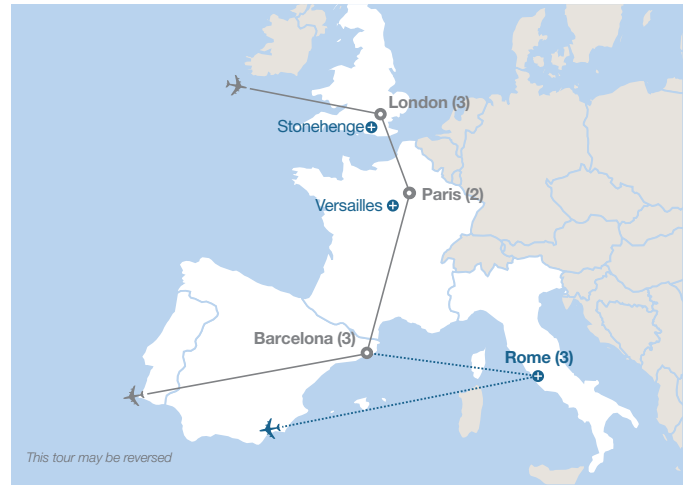 London (3)
Stonehenge
Paris (2)
Versailles
Barcelona (3)
Rome (3)
This tour may be reversed